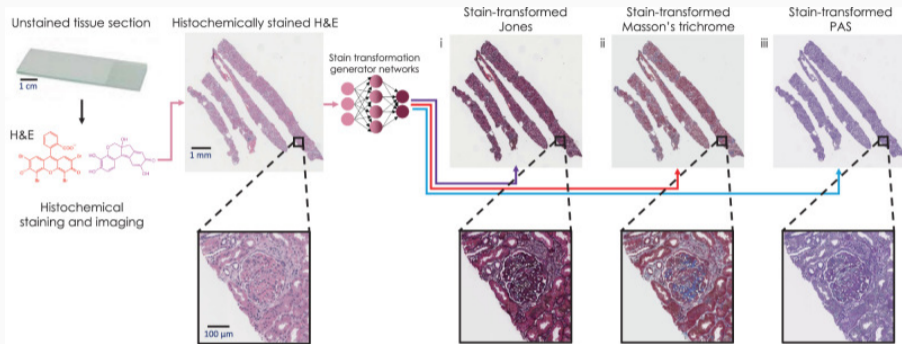 Unstained tissue section
1 cm
H&E
Histochemical
staining and imaging
Histochemically stained H&E
1 mm
100 µm
Stain transformation
generator networks
Stain-transformed
Jones
i
Stain-transformed
Masson's trichrome
ii
Stain-transformed
PAS
iii